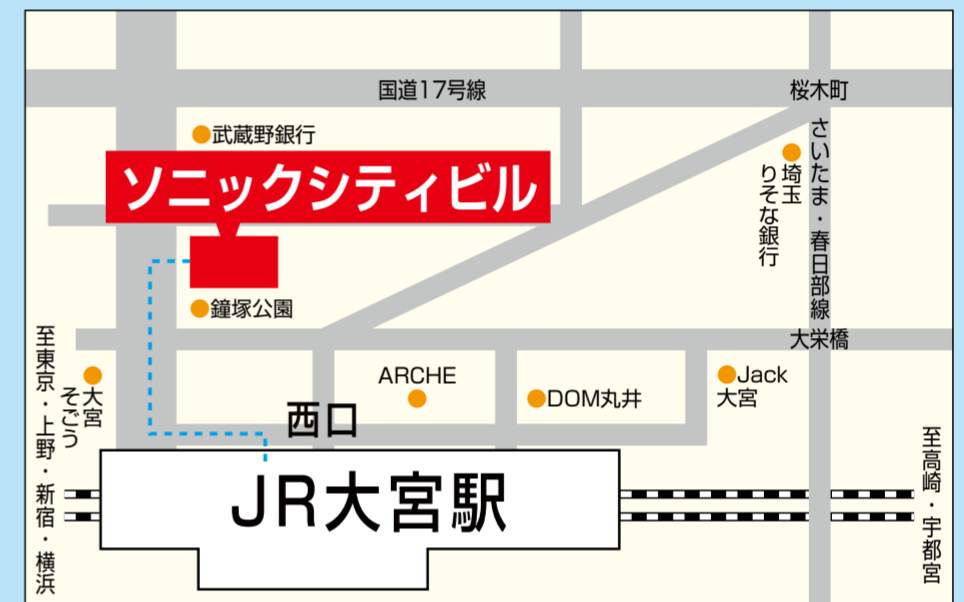 国道17号線
桜木町
武蔵野銀行
ソニックシティビル
さいたま・春日部線
埼玉
りそな銀行
鐘塚公園
大栄橋
至東京・上野・新宿・横浜
大宮
そごう
ARCHE
DOM丸井
Jack
大宮
西口
JR大宮駅
至高崎・宇都宮